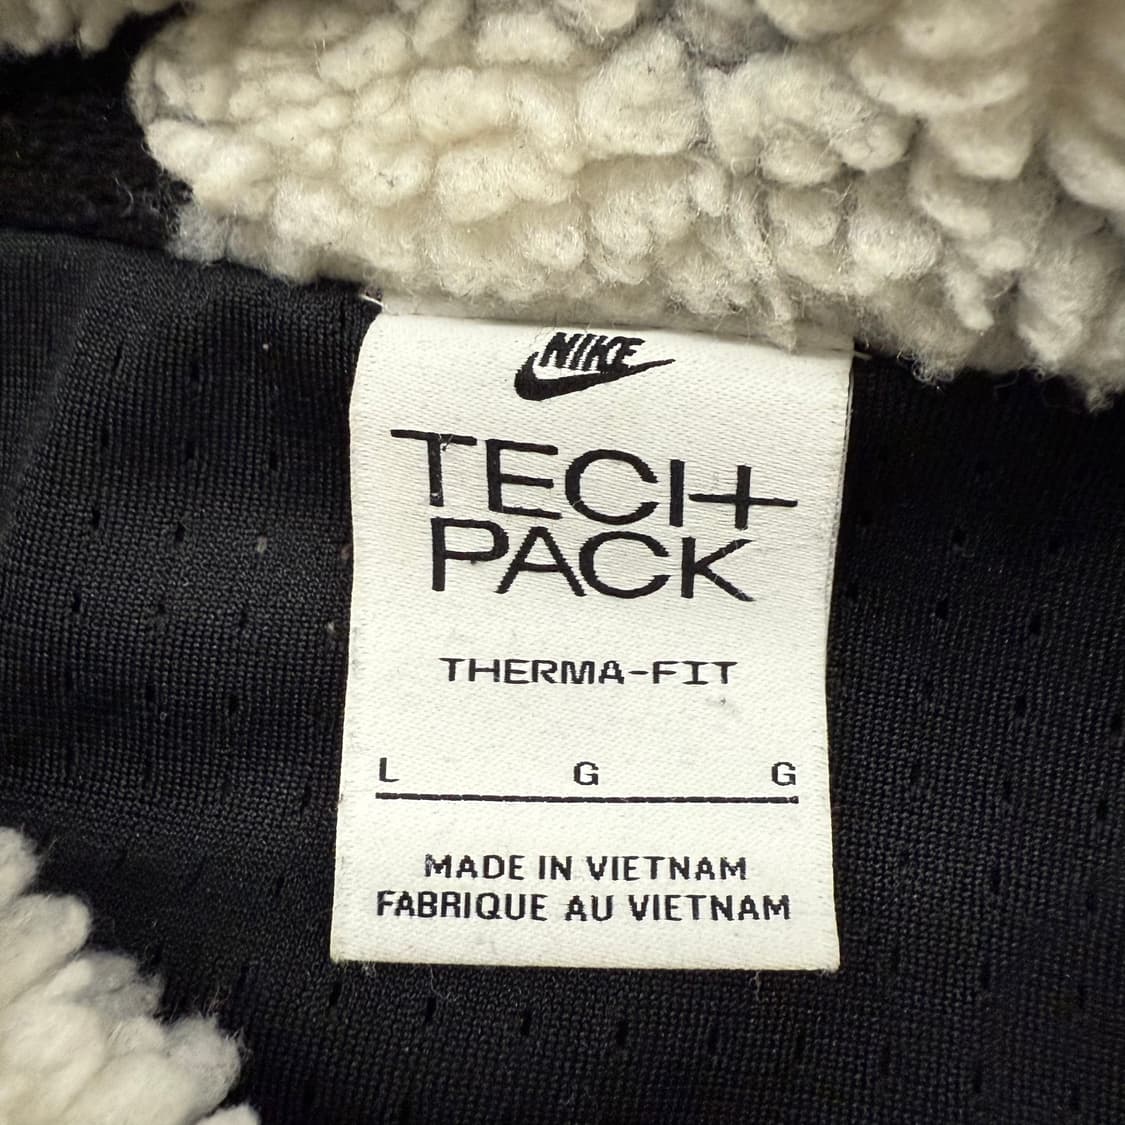 NIKE
TECH
PACK
THERMA-FIT
L G G
MADE IN VIETNAM
FABRIQUE AU VIETNAM